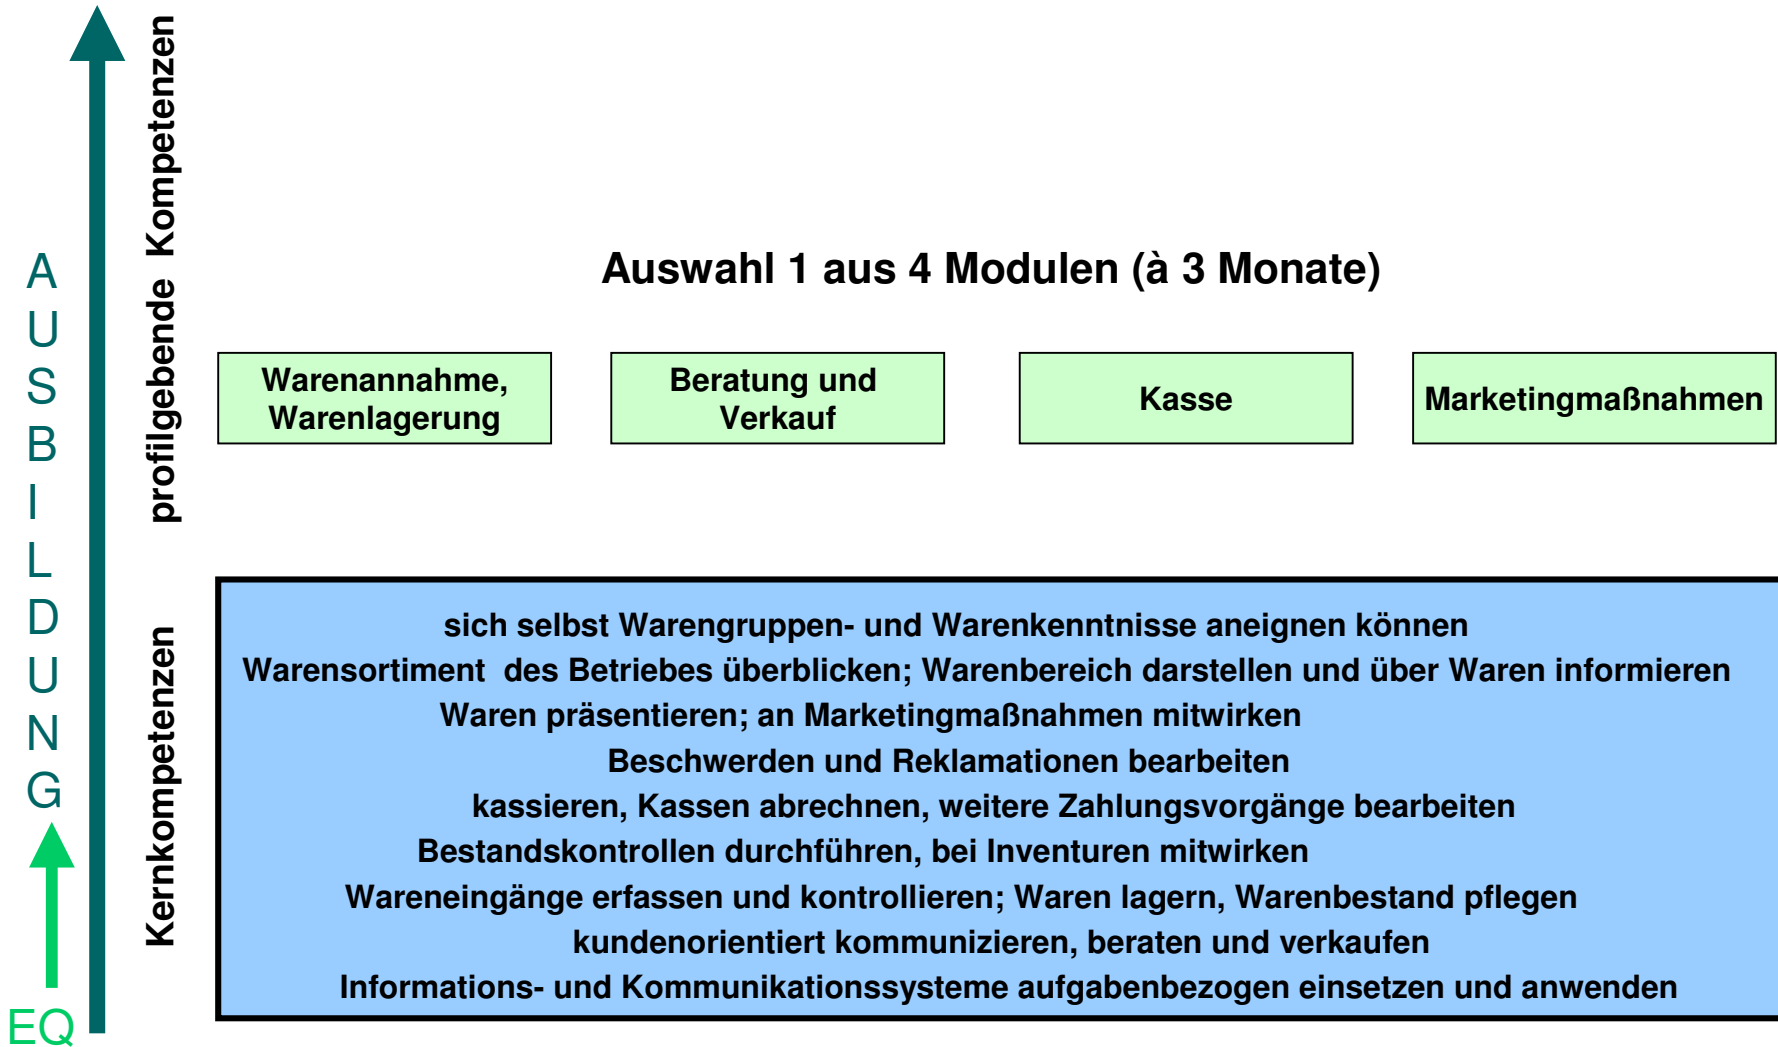 AUSBILDUNG
EQ
profilgebende Kompetenzen
Kernkompetenzen
Auswahl 1 aus 4 Modulen (à 3 Monate)
Warenannahme,
Warenlagerung
Beratung und
Verkauf
Kasse
Marketingmaßnahmen
sich selbst Warengruppen- und Warenkenntnisse aneignen können
Warensortiment des Betriebes überblicken; Warenbereich darstellen und über Waren informieren
Waren präsentieren; an Marketingmaßnahmen mitwirken
Beschwerden und Reklamationen bearbeiten
kassieren, Kassen abrechnen, weitere Zahlungsvorgänge bearbeiten
Bestandskontrollen durchführen, bei Inventuren mitwirken
Wareneingänge erfassen und kontrollieren; Waren lagern, Warenbestand pflegen
kundenorientiert kommunizieren, beraten und verkaufen
Informations- und Kommunikationssysteme aufgabenbezogen einsetzen und anwenden